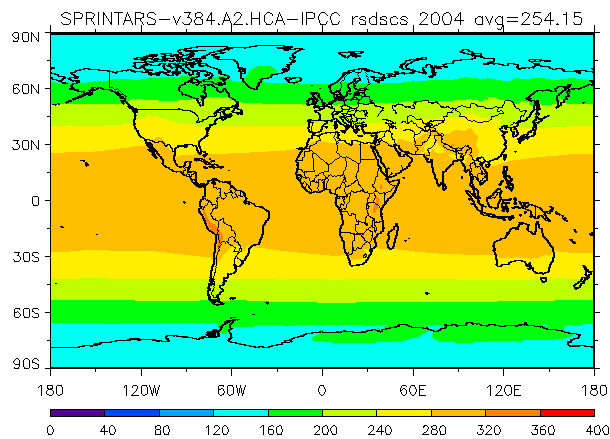 SPRINTARS-v384.A2.HCA-IPCC rsdscs 2004 avg=254.15
90N
60N
30N
0
30S
60S
90S
180 120W 60W 0 60E 120E 180
0 40 80 120 160 200 240 280 320 360 400